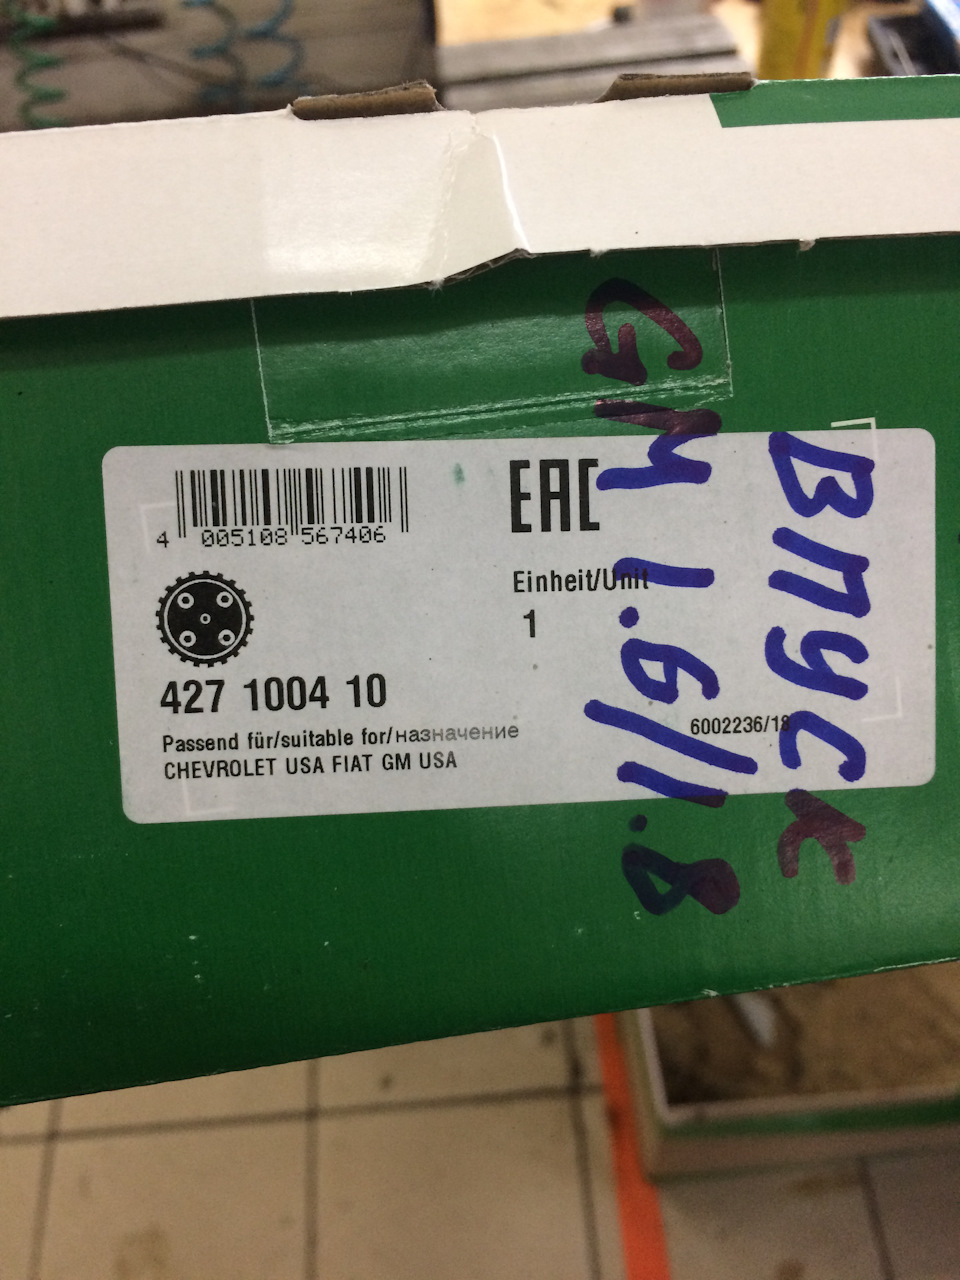 4 005108 567406
EAC
Einheit/Unit
1
427 1004 10
Passend für/suitable for/назначение
CHEVROLET USA FIAT GM USA
6002236/18
ВПУСК
GM 1.6/1.8